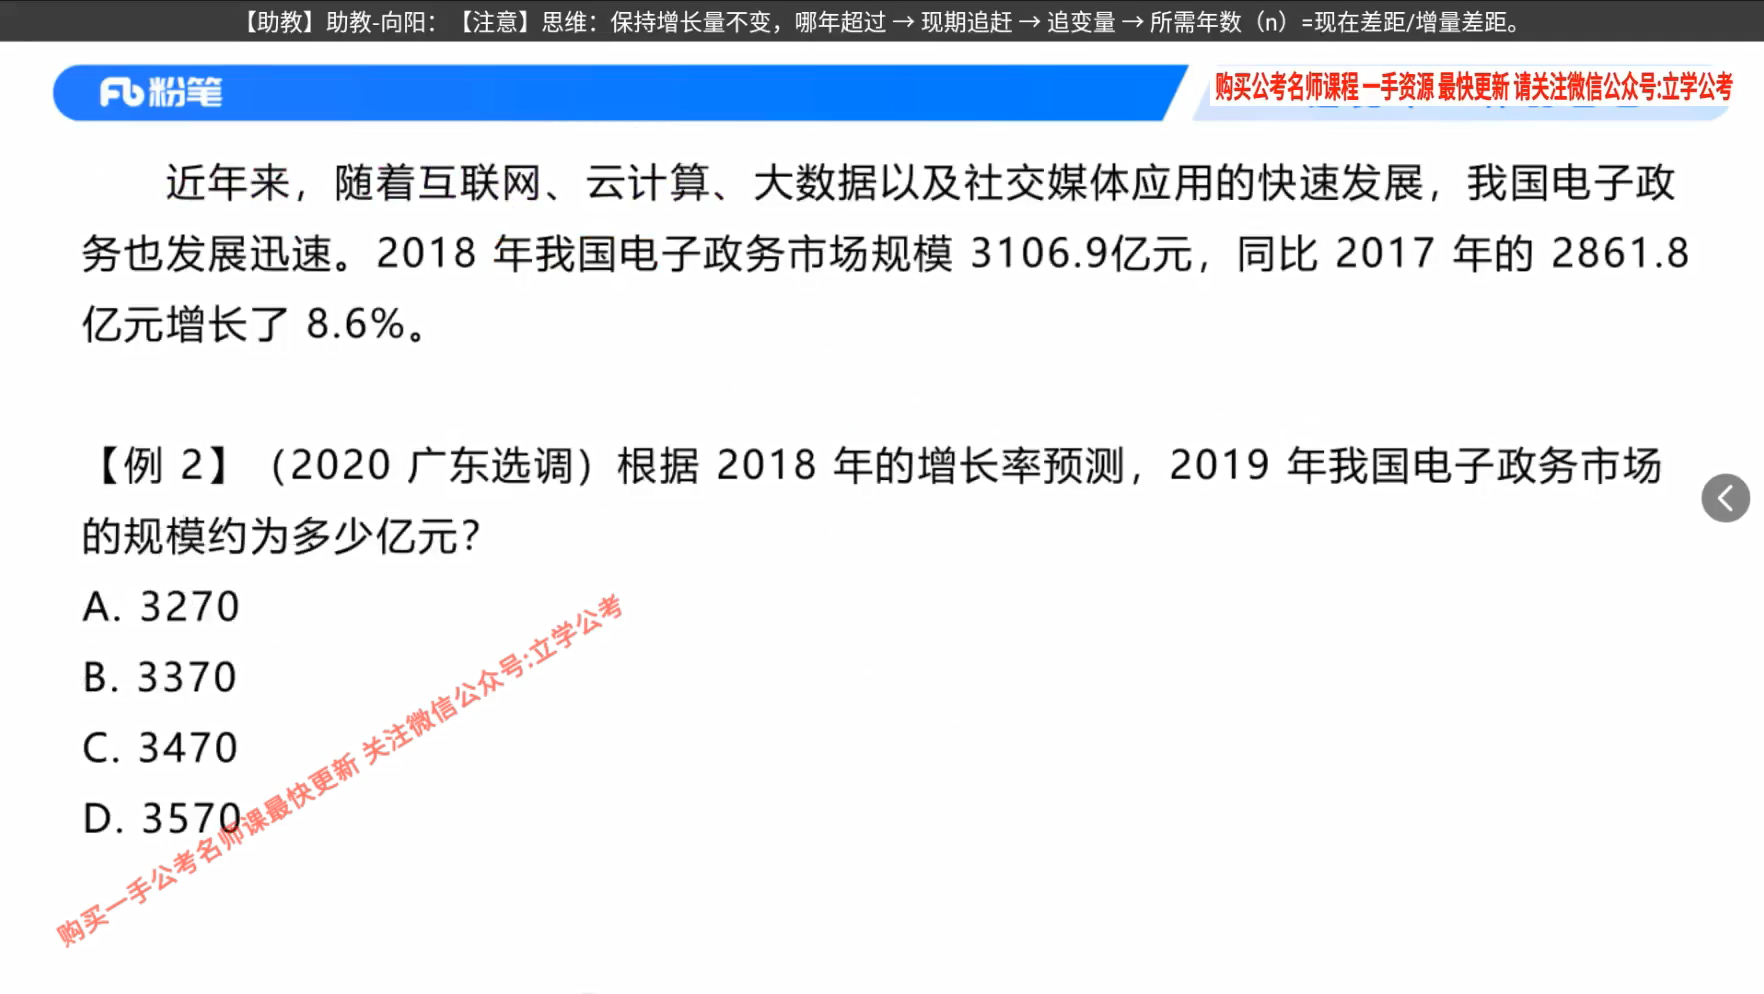 【助教】助教-向阳：【注意】思维：保持增长量不变，哪年超过 → 现期追赶 → 追变量 → 所需年数（n）=现在差距/增量差距。
粉笔
购买公考名师课程 一手资源 最快更新 请关注微信公众号:立学公考
近年来，随着互联网、云计算、大数据以及社交媒体应用的快速发展，我国电子政
务也发展迅速。2018 年我国电子政务市场规模 3106.9亿元，同比 2017 年的 2861.8
亿元增长了 8.6%。
【例 2】（2020 广东选调）根据 2018 年的增长率预测，2019 年我国电子政务市场
的规模约为多少亿元？
A. 3270
B. 3370
C. 3470
D. 3570
购买一手公考名师课最快更新 关注微信公众号:立学公考